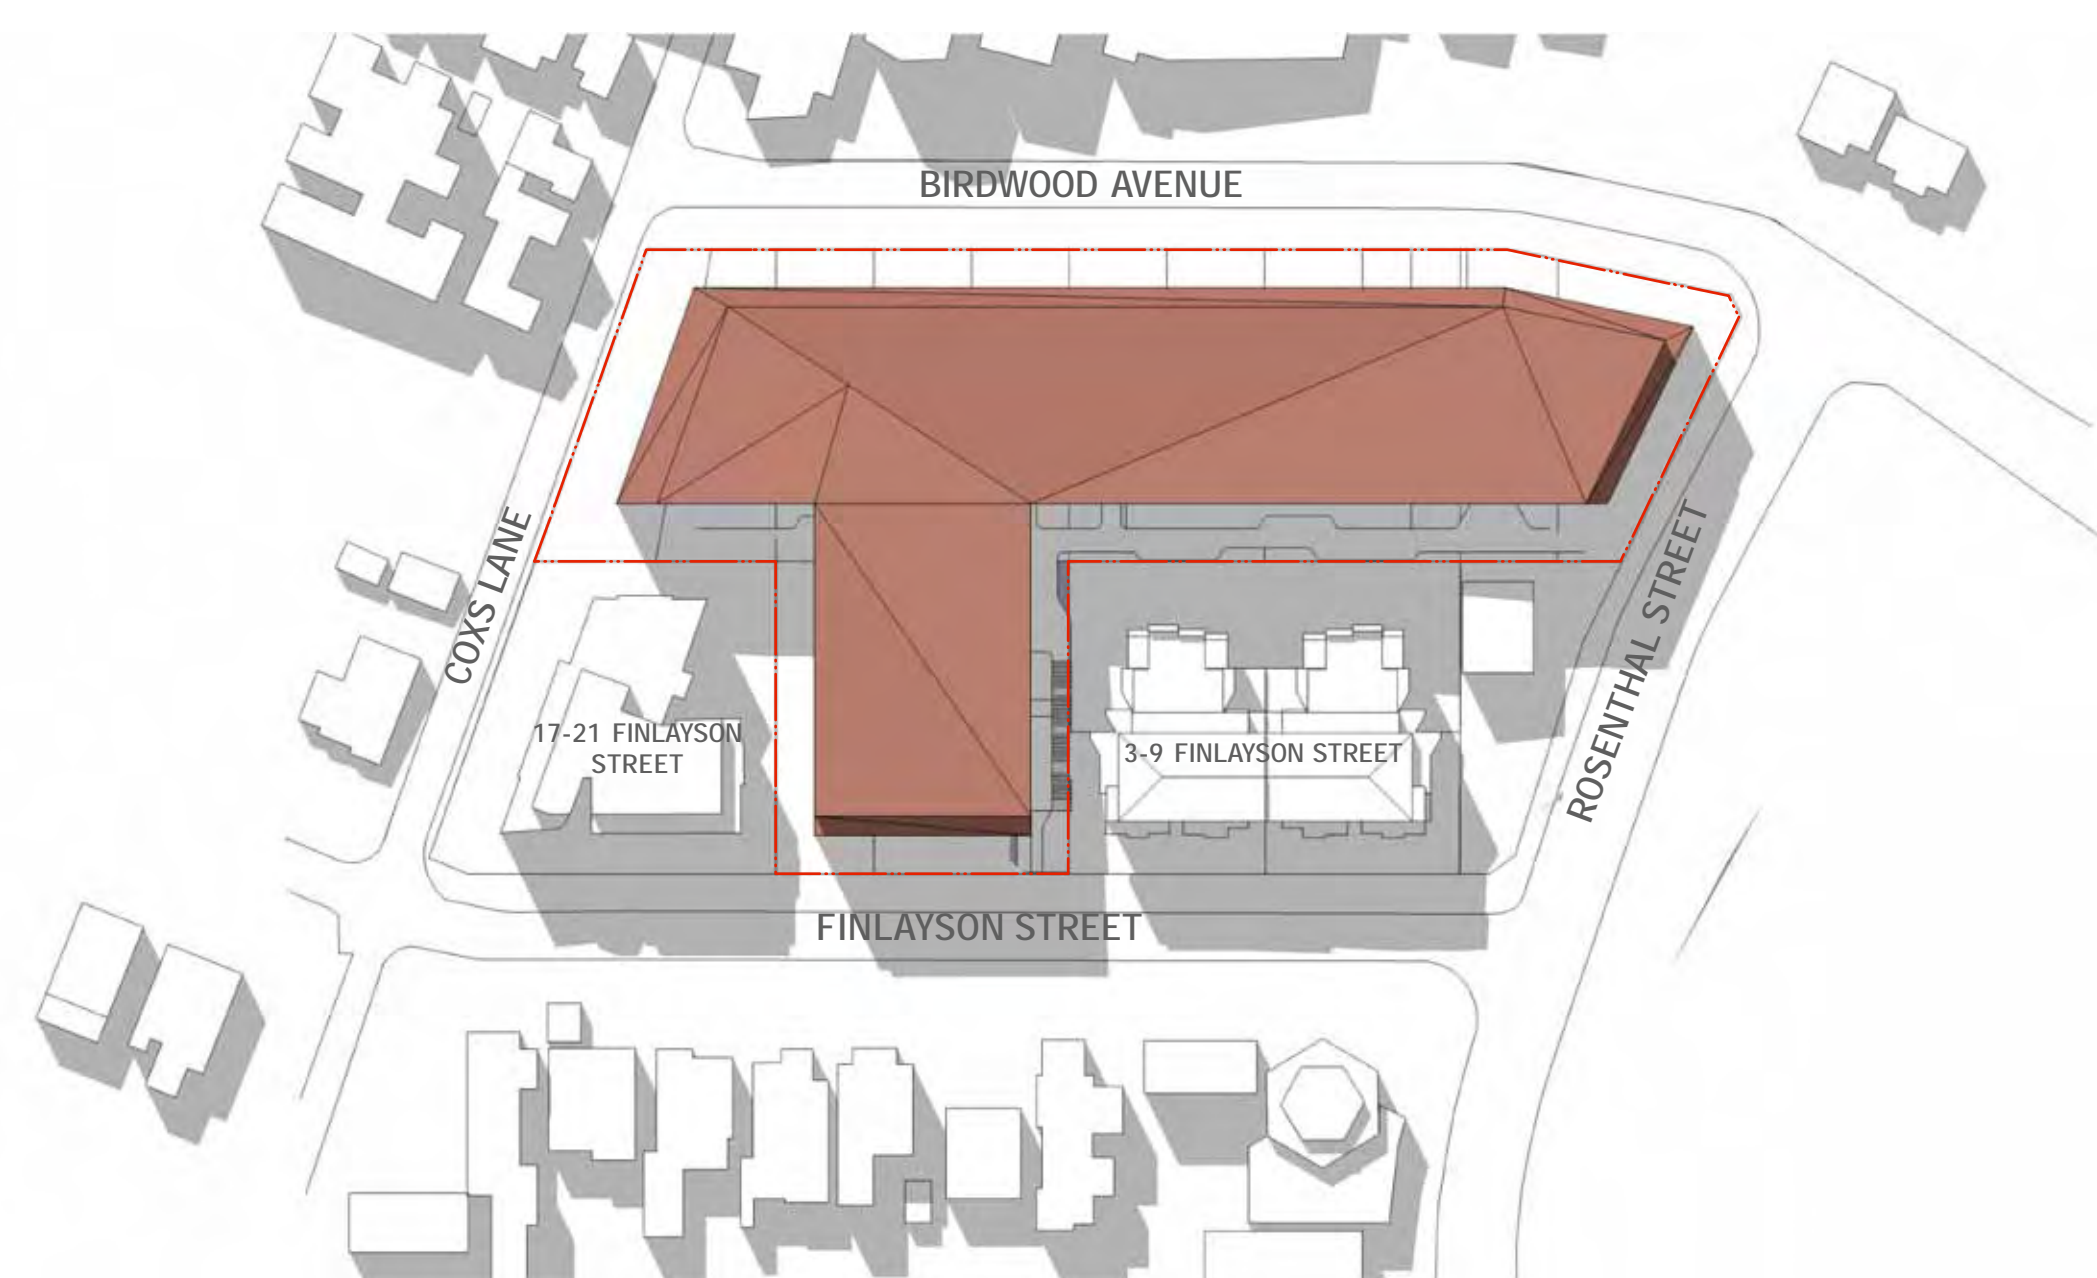 BIRDWOOD AVENUE
COXS LANE
ROSENTHAL STREET
17-21 FINLAYSON
STREET
3-9 FINLAYSON STREET
FINLAYSON STREET